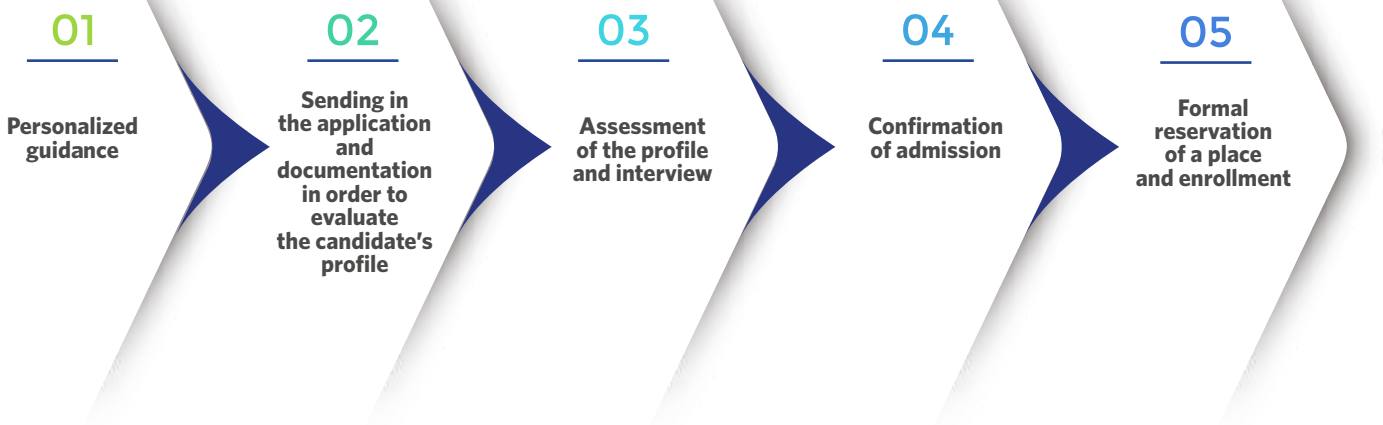 01
Personalized
guidance
02
Sending in
the application
and
documentation
in order to
evaluate
the candidate's
profile
03
Assessment
of the profile
and interview
04
Confirmation
of admission
05
Formal
reservation
of a place
and enrollment